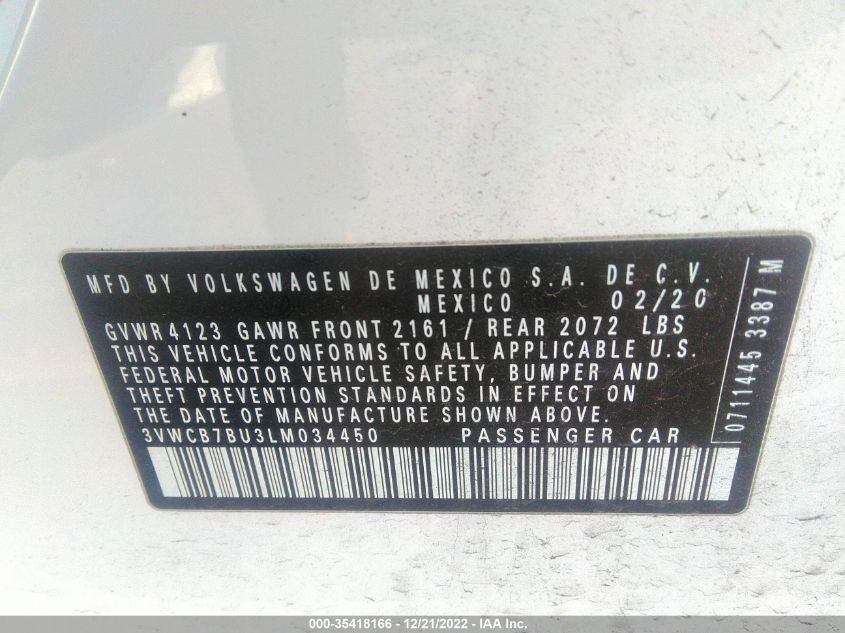 MFD BY VOLKSWAGEN DE MEXICO S.A. DE C.V.
MEXICO 02/20
GVWR 4123 GAWR FRONT 2161 / REAR 2072 LBS
THIS VEHICLE CONFORMS TO ALL APPLICABLE U.S.
FEDERAL MOTOR VEHICLE SAFETY, BUMPER AND
THEFT PREVENTION STANDARDS IN EFFECT ON
THE DATE OF MANUFACTURE SHOWN ABOVE.
3VWCB7BU3LM034450 PASSENGER CAR
0711445 3387 M
000-35418166 - 12/21/2022 - IAA Inc.